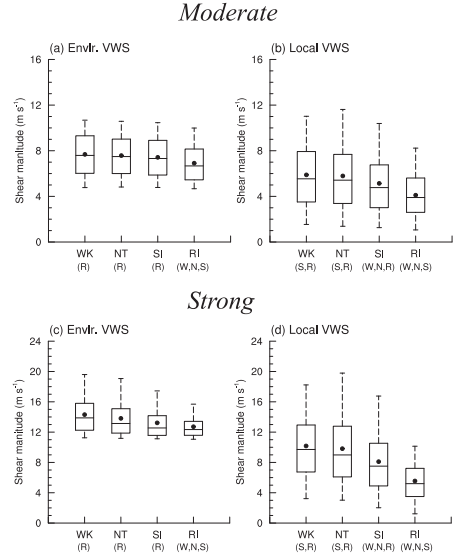 Moderate
(a) Envir. VWS
(b) Local VWS
Shear manitude (m s⁻¹)
16
12
8
4
0
WK NT SI RI
(R) (R) (R) (W,N,S)
Shear manitude (m s⁻¹)
16
12
8
4
0
WK NT SI RI
(S,R) (S,R) (W,N,R) (W,N,S)
Strong
(c) Envir. VWS
(d) Local VWS
Shear manitude (m s⁻¹)
24
20
16
12
8
4
0
WK NT SI RI
(R) (R) (R) (W,N,S)
Shear manitude (m s⁻¹)
24
20
16
12
8
4
0
WK NT SI RI
(S,R) (S,R) (W,N,R) (W,N,S)